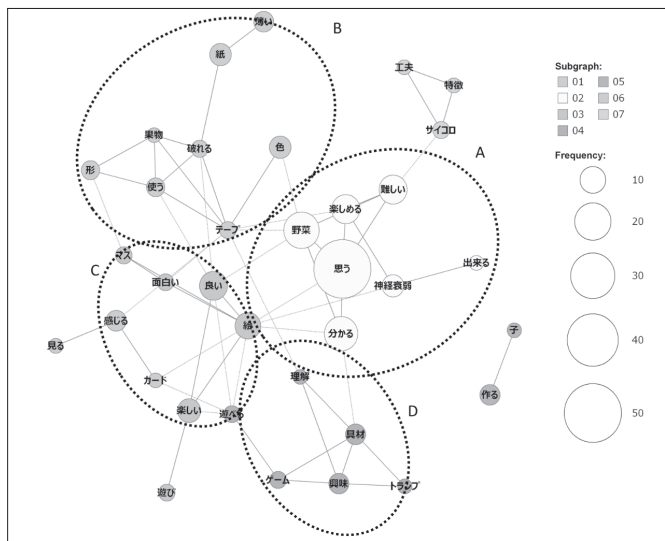 薄い
B
紙
工夫
特徴
サイコロ
果物
破れる
色
A
形
使う
難しい
楽しめる
テープ
野菜
出来る
マス
思う
C
面白い
良い
神経衰弱
感じる
絵
分かる
見る
子
カード
理解
作る
楽しい
遊べる
D
具材
ゲーム
興味
トランプ
遊び
Subgraph:
01 05
02 06
03 07
04
Frequency:
10
20
30
40
50